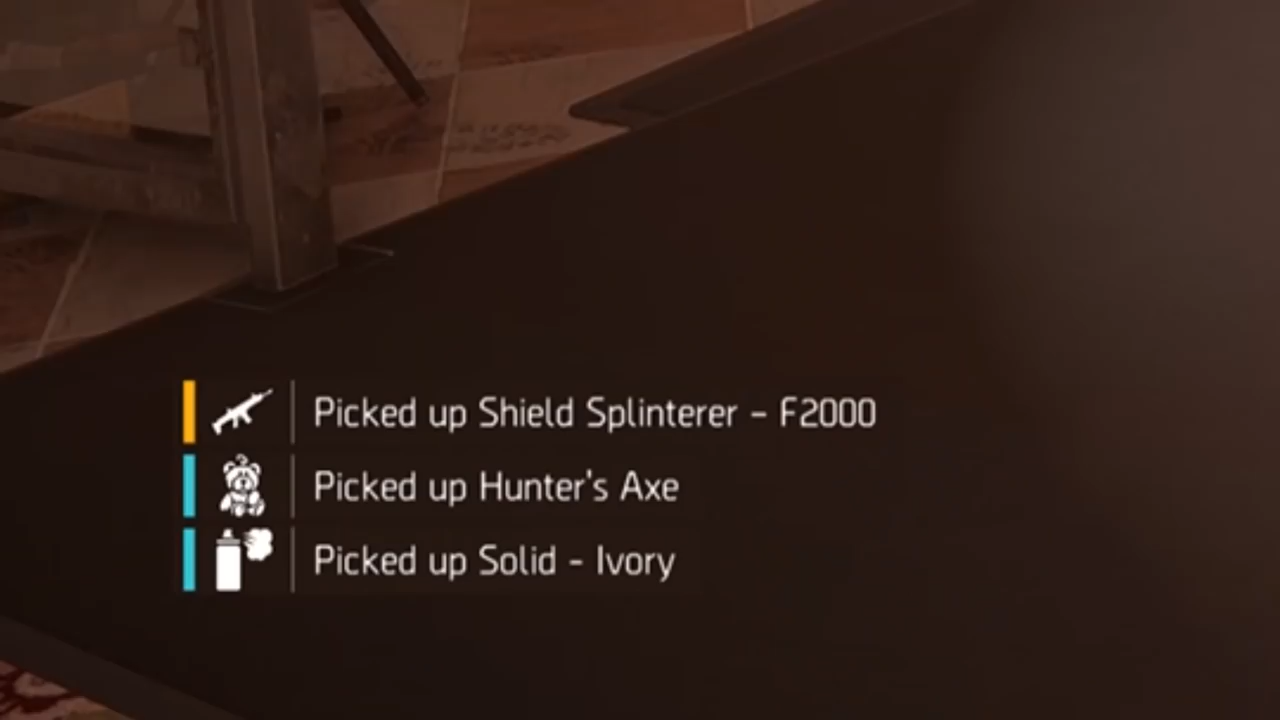 Picked up Shield Splinterer - F2000
Picked up Hunter's Axe
Picked up Solid - Ivory